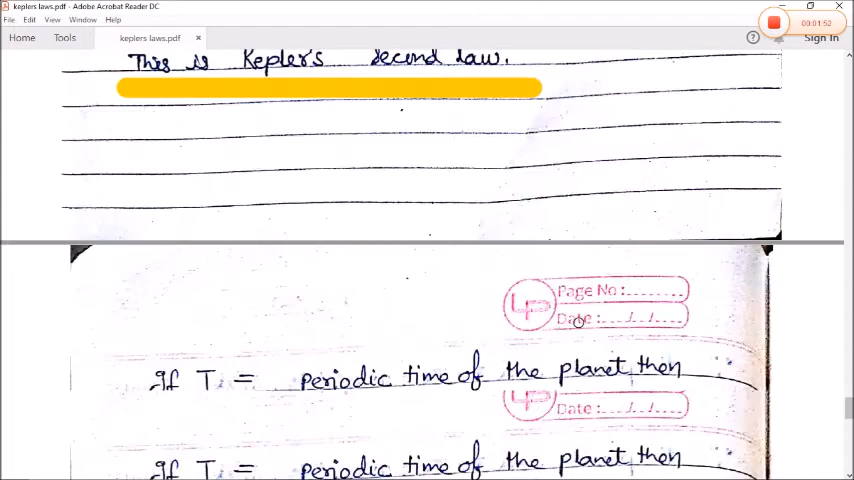 keplers laws.pdf - Adobe Acrobat Reader DC
File Edit View Window Help
00:01:52
Home Tools keplers laws.pdf × Sign In
This is Kepler's second law.
Page No :
Date : / /
If T = periodic time of the planet then
Date : / /
If T = periodic time of the planet then